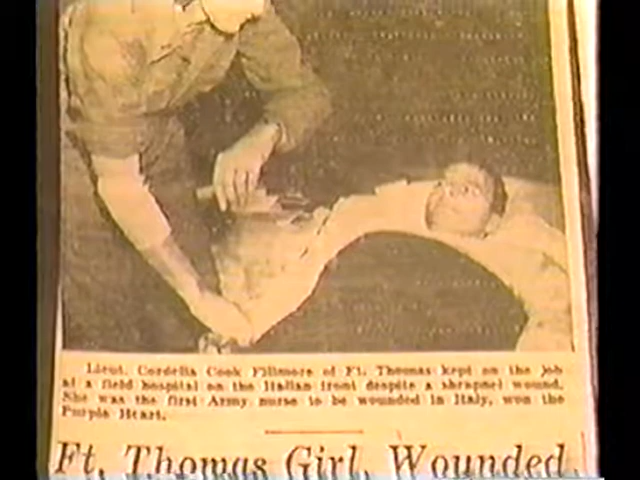 Lieut. Cordelia Cook Fillmore of Ft. Thomas kept on the job
at a field hospital on the Italian front despite a shrapnel wound.
She was the first Army nurse to be wounded in Italy, won the
Purple Heart.
Ft. Thomas Girl, Wounded